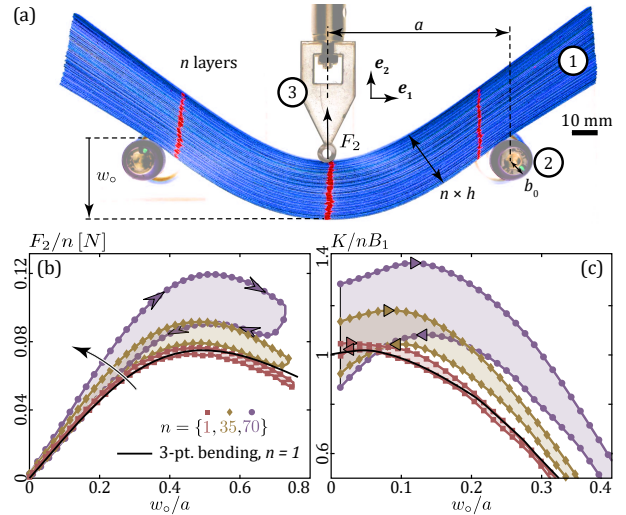 (a)
a
n layers
1
3
e₂
e₁
F₂
10 mm
w∘
n × h
2
b₀
F₂/n [N]
K/nB₁
(b)
(c)
0.12
0.08
0.04
0
1.4
1
0.6
n = {1, 35, 70}
3-pt. bending, n = 1
0 0.2 0.4 0.6 0.8
w∘/a
0 0.1 0.2 0.3 0.4
w∘/a